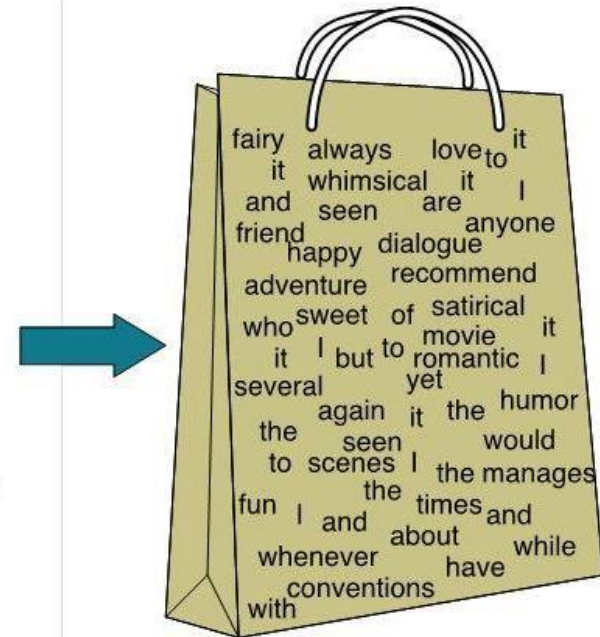 fairy always love to it
it whimsical it I
and seen are
friend anyone
happy dialogue
adventure recommend
who sweet of satirical
it I but to movie it
romantic I
several yet
again it the humor
the seen would
to scenes I the manages
fun the times and
I and about while
whenever have
conventions
with